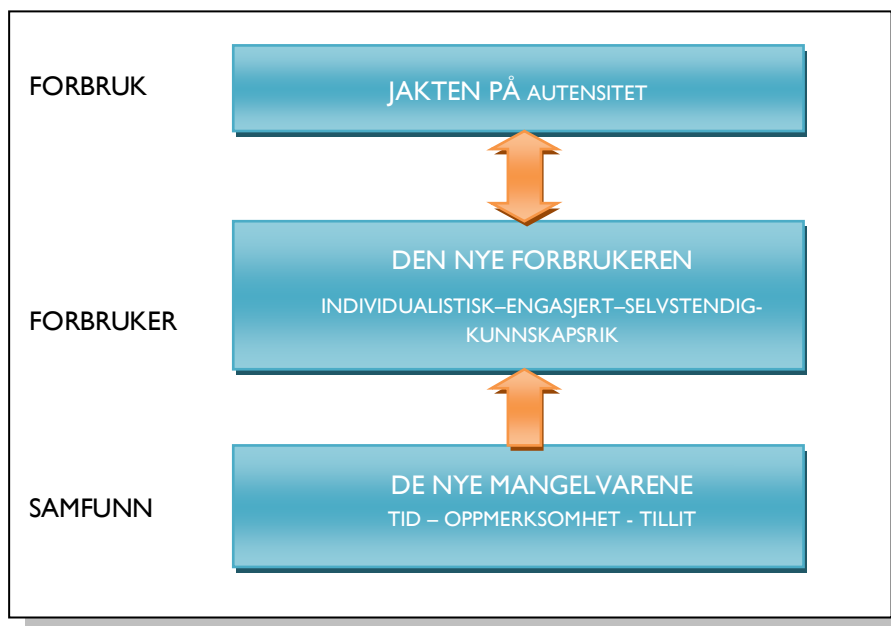 FORBRUK
JAKTEN PÅ AUTENSITET
DEN NYE FORBRUKEREN
INDIVIDUALISTISK–ENGASJERT–SELVSTENDIG-
KUNNSKAPSRIK
FORBRUKER
DE NYE MANGELVARENE
TID – OPPMERKSOMHET - TILLIT
SAMFUNN